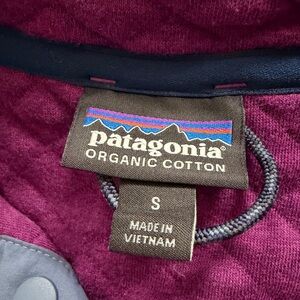 patagonia®
ORGANIC COTTON
S
MADE IN
VIETNAM